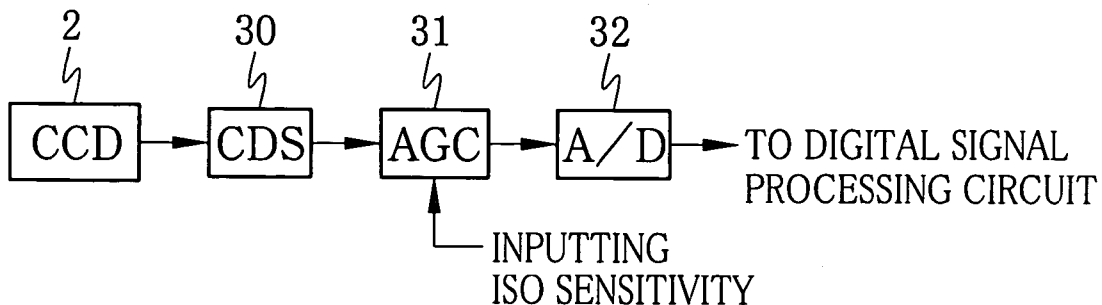 2
30
31
32
CCD
CDS
AGC
A/D
TO DIGITAL SIGNAL
PROCESSING CIRCUIT
INPUTTING
ISO SENSITIVITY